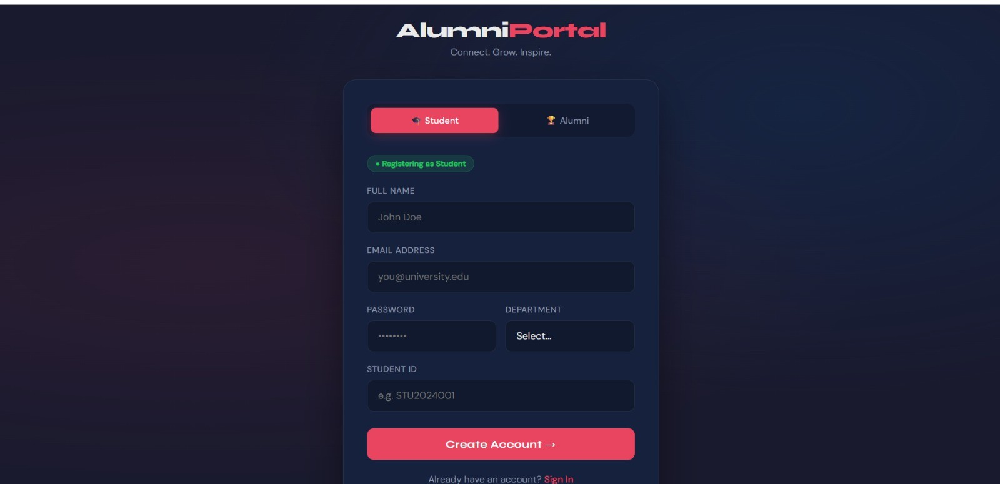 AlumniPortal
Connect. Grow. Inspire.
🎓 Student 🏆 Alumni
● Registering as Student
FULL NAME
John Doe
EMAIL ADDRESS
you@university.edu
PASSWORD DEPARTMENT
•••••••• Select...
STUDENT ID
e.g. STU2024001
Create Account →
Already have an account? Sign In